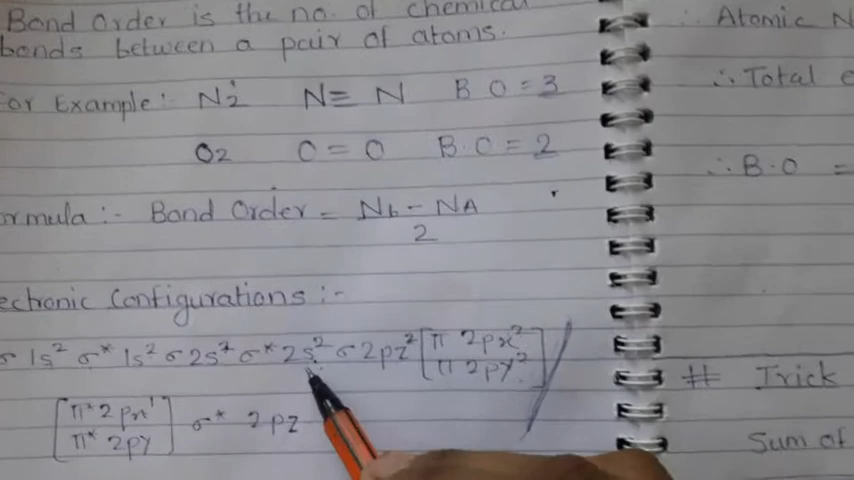 Bond Order is the no. of chemical
bonds between a pair of atoms.
For Example:- N2 N≡N B O = 3
O2 O=O B.O = 2
ormula:- Bond Order = Nb - NA
2
ectronic Configurations:-
σ 1s² σ* 1s² σ 2s² σ* 2s² σ 2pz² [π 2px²
π 2py²]
[π* 2px¹
π* 2py] σ* 2pz
∴ Atomic N
∴ Total e
∴ B.O =
# Trick
Sum of